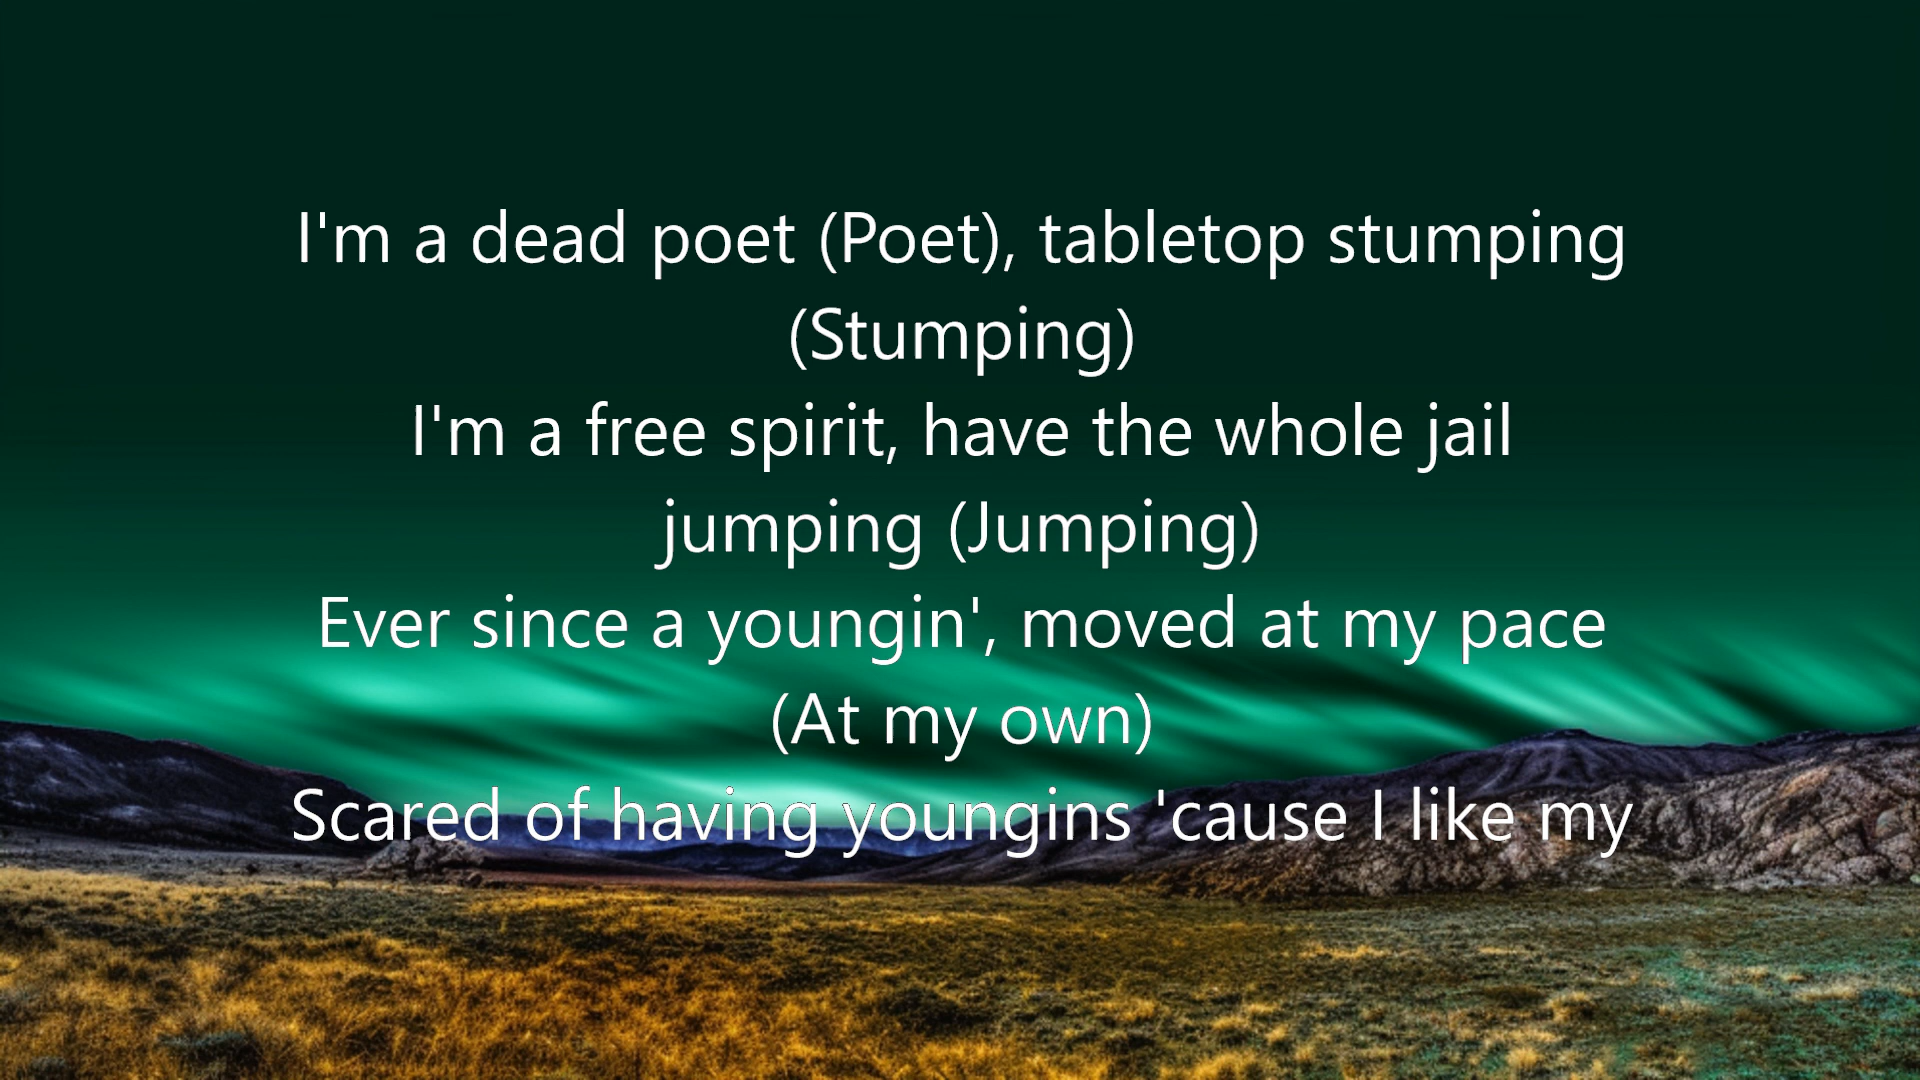 I'm a dead poet (Poet), tabletop stumping
(Stumping)
I'm a free spirit, have the whole jail
jumping (Jumping)
Ever since a youngin', moved at my pace
(At my own)
Scared of having youngins 'cause I like my